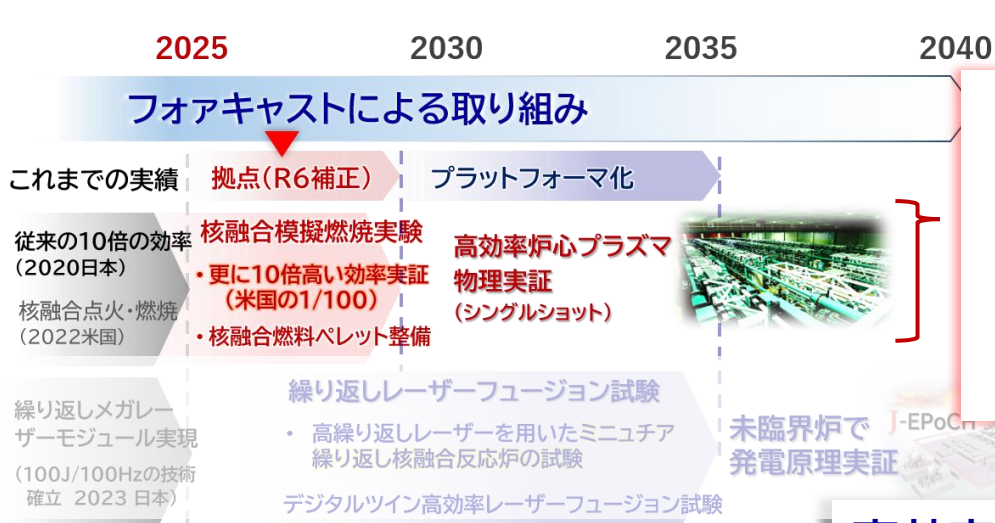 2025
2030
2035
2040
フォアキャストによる取り組み
これまでの実績
拠点（R6補正）
プラットフォーマ化
従来の10倍の効率
（2020日本）
核融合点火・燃焼
（2022米国）
核融合模擬燃焼実験
・更に10倍高い効率実証
（米国の1/100）
・核融合燃料ペレット整備
高効率炉心プラズマ
物理実証
（シングルショット）
繰り返しメガレー
ザーモジュール実現
（100J/100Hzの技術
確立 2023 日本）
繰り返しレーザーフュージョン試験
・ 高繰り返しレーザーを用いたミニュチア
繰り返し核融合反応炉の試験
デジタルツイン高効率レーザーフュージョン試験
未臨界炉で
発電原理実証
J-EPoCH